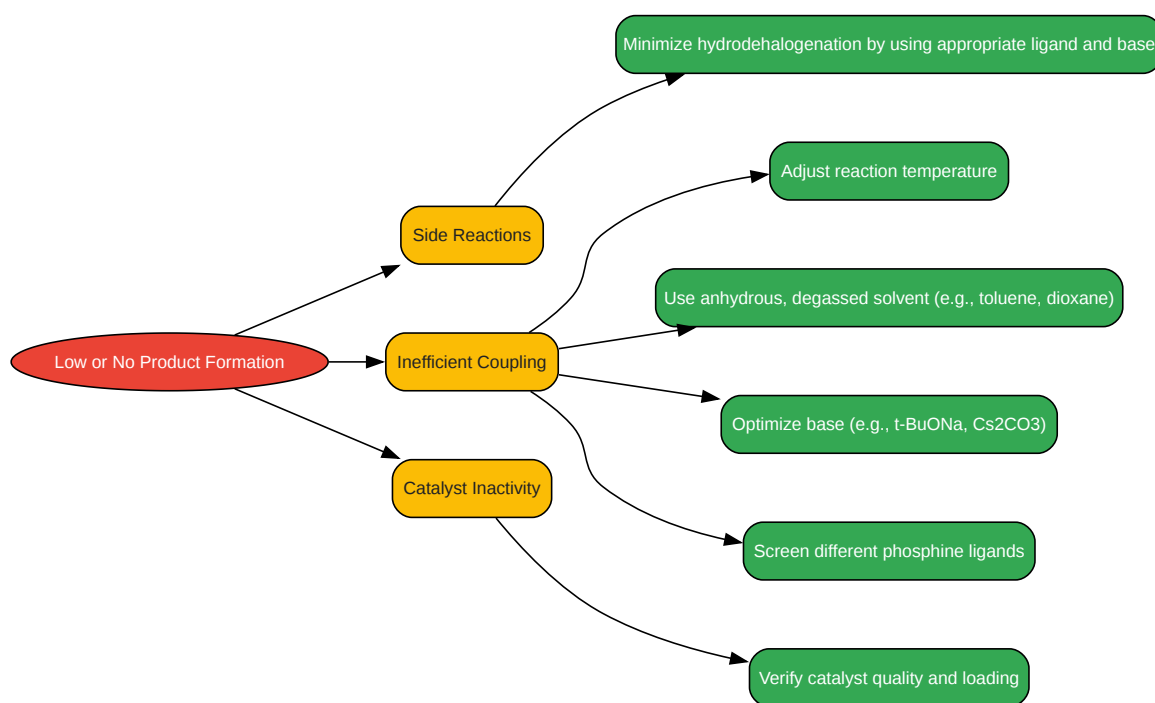 Minimize hydrodehalogenation by using appropriate ligand and base
Adjust reaction temperature
Side Reactions
Use anhydrous, degassed solvent (e.g., toluene, dioxane)
Low or No Product Formation
Inefficient Coupling
Optimize base (e.g., t-BuONa, Cs2CO3)
Catalyst Inactivity
Screen different phosphine ligands
Verify catalyst quality and loading